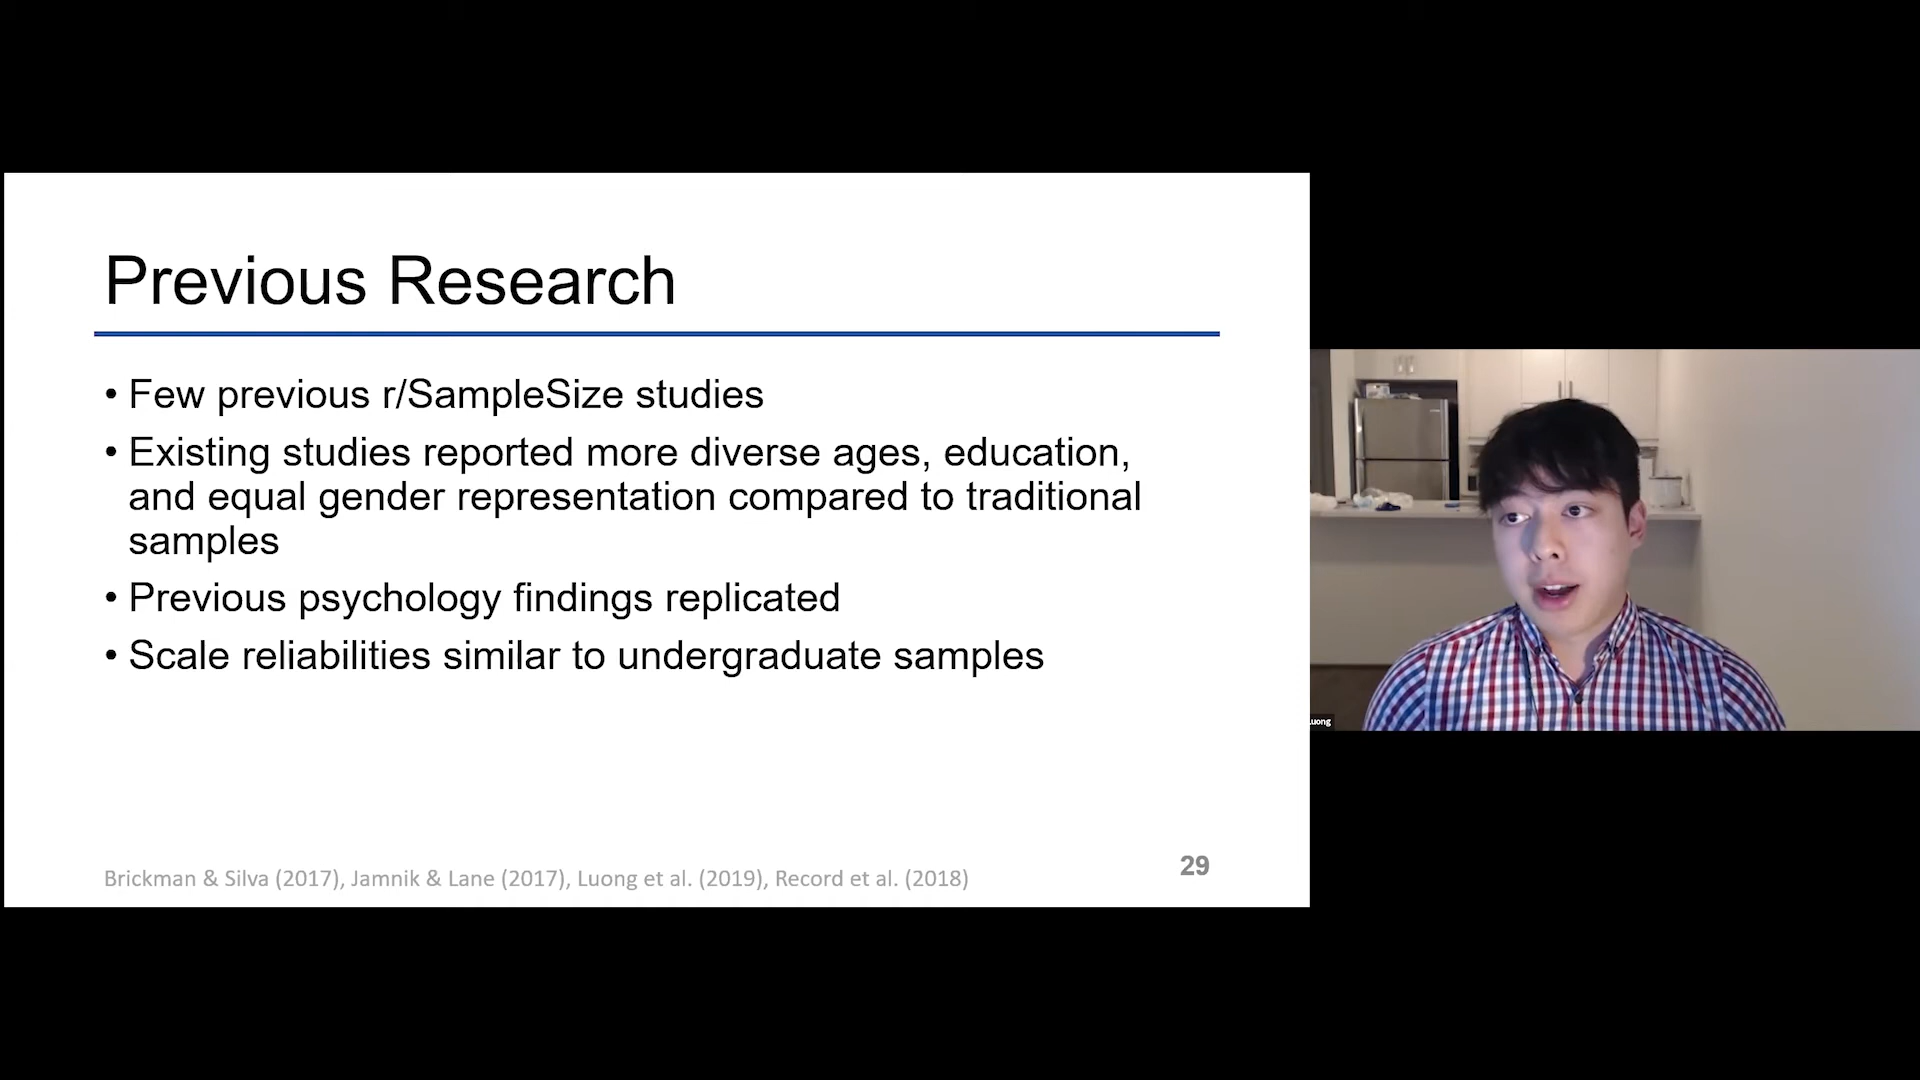 Previous Research
• Few previous r/SampleSize studies
• Existing studies reported more diverse ages, education,
and equal gender representation compared to traditional
samples
• Previous psychology findings replicated
• Scale reliabilities similar to undergraduate samples
Brickman & Silva (2017), Jamnik & Lane (2017), Luong et al. (2019), Record et al. (2018)
29
Luong